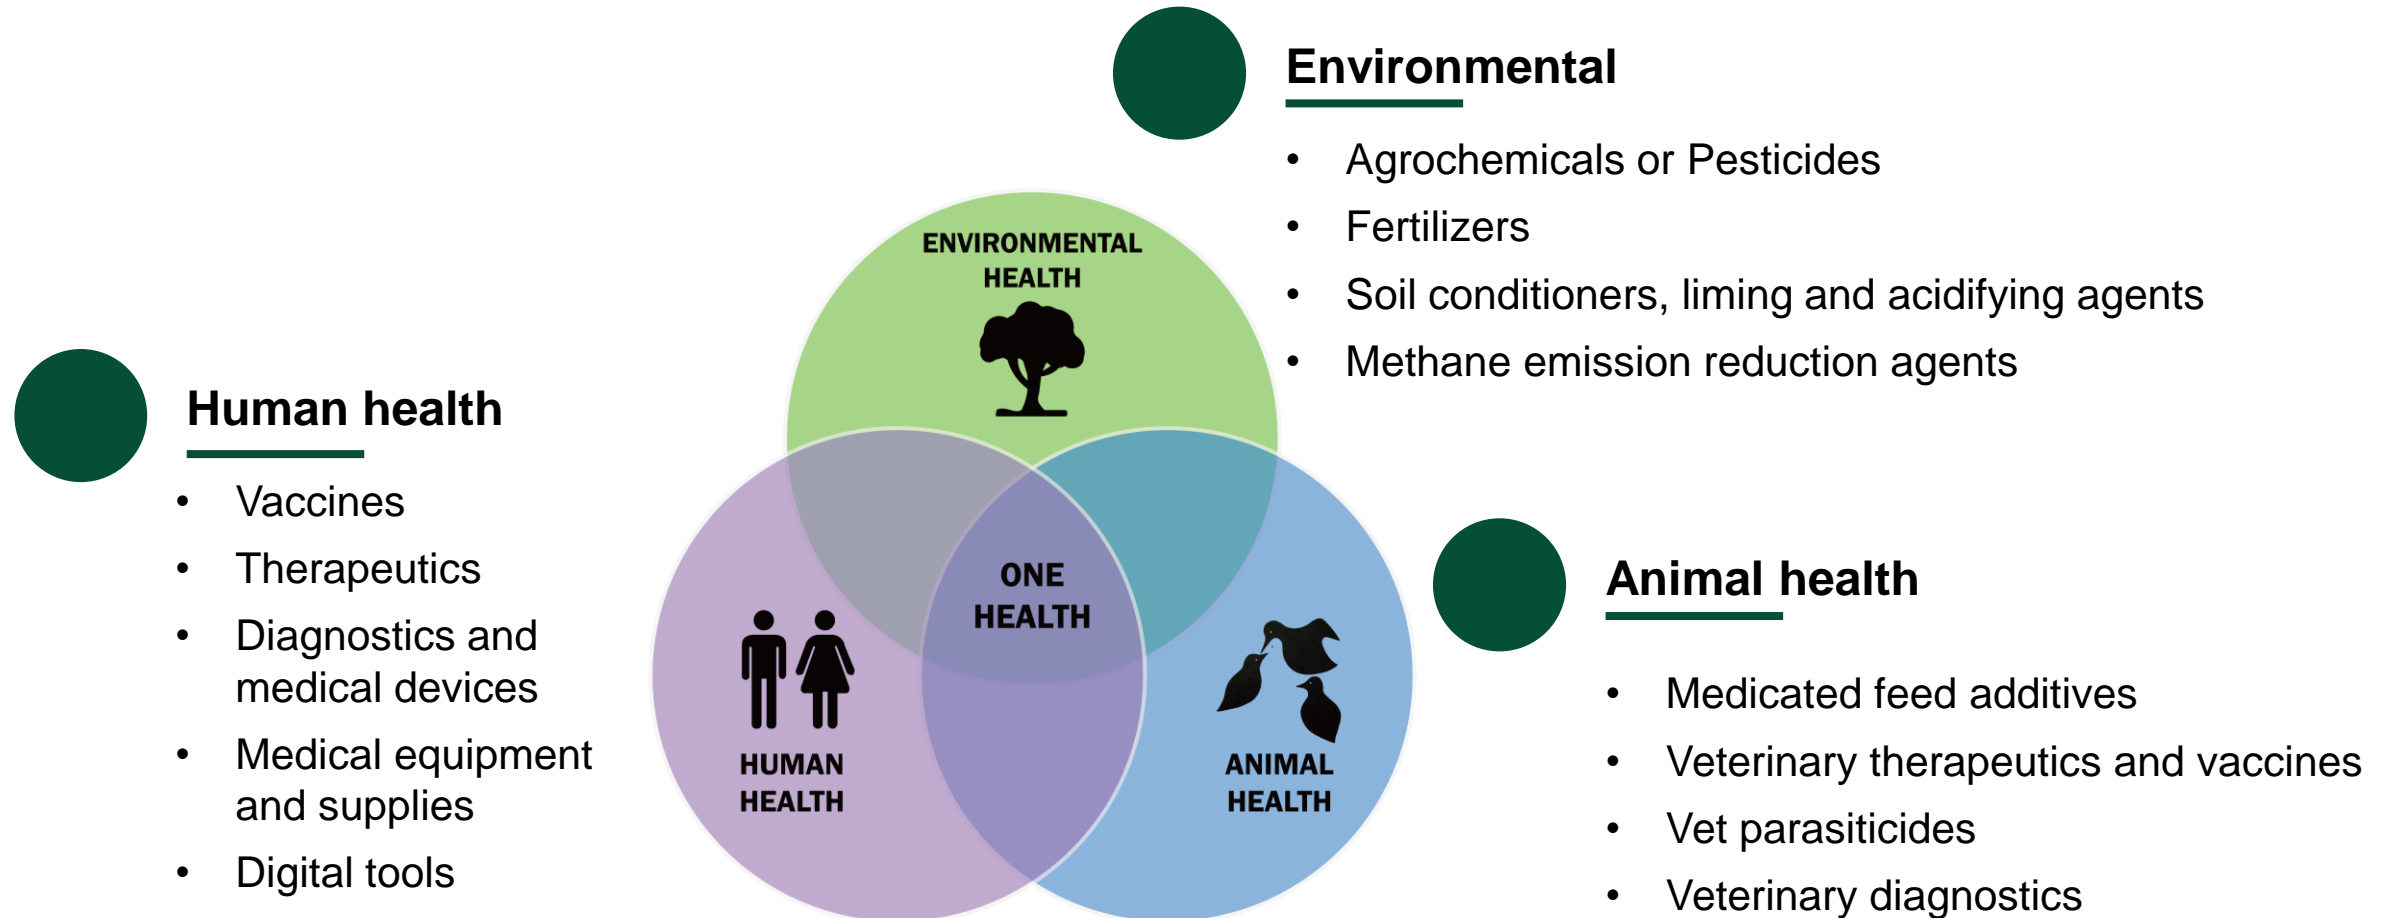 Environmental
• Agrochemicals or Pesticides
• Fertilizers
• Soil conditioners, liming and acidifying agents
• Methane emission reduction agents
Human health
• Vaccines
• Therapeutics
• Diagnostics and
medical devices
• Medical equipment
and supplies
• Digital tools
ENVIRONMENTAL
HEALTH
ONE
HEALTH
HUMAN
HEALTH
ANIMAL
HEALTH
Animal health
• Medicated feed additives
• Veterinary therapeutics and vaccines
• Vet parasiticides
• Veterinary diagnostics